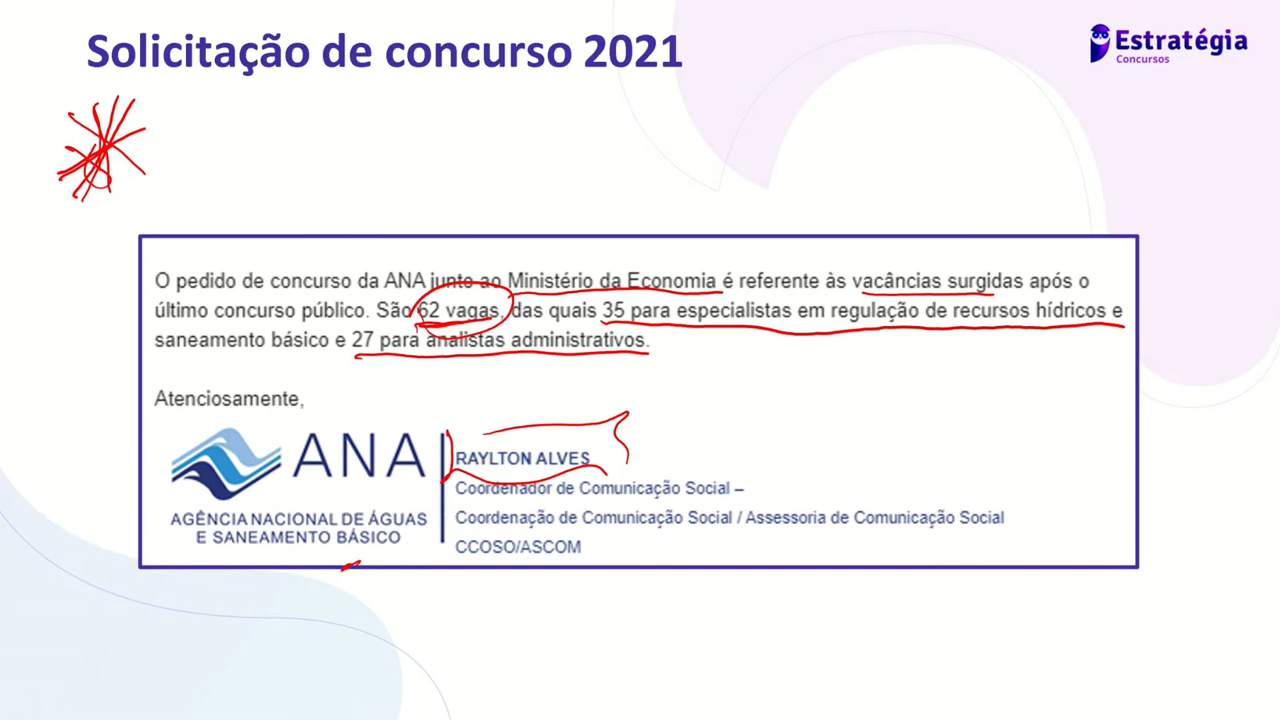 Solicitação de concurso 2021
Estratégia
Concursos
O pedido de concurso da ANA junto ao Ministério da Economia é referente às vacâncias surgidas após o
último concurso público. São 62 vagas, das quais 35 para especialistas em regulação de recursos hídricos e
saneamento básico e 27 para analistas administrativos.
Atenciosamente,
ANA
AGÊNCIA NACIONAL DE ÁGUAS
E SANEAMENTO BÁSICO
RAYLTON ALVES
Coordenador de Comunicação Social –
Coordenação de Comunicação Social / Assessoria de Comunicação Social
CCOSO/ASCOM